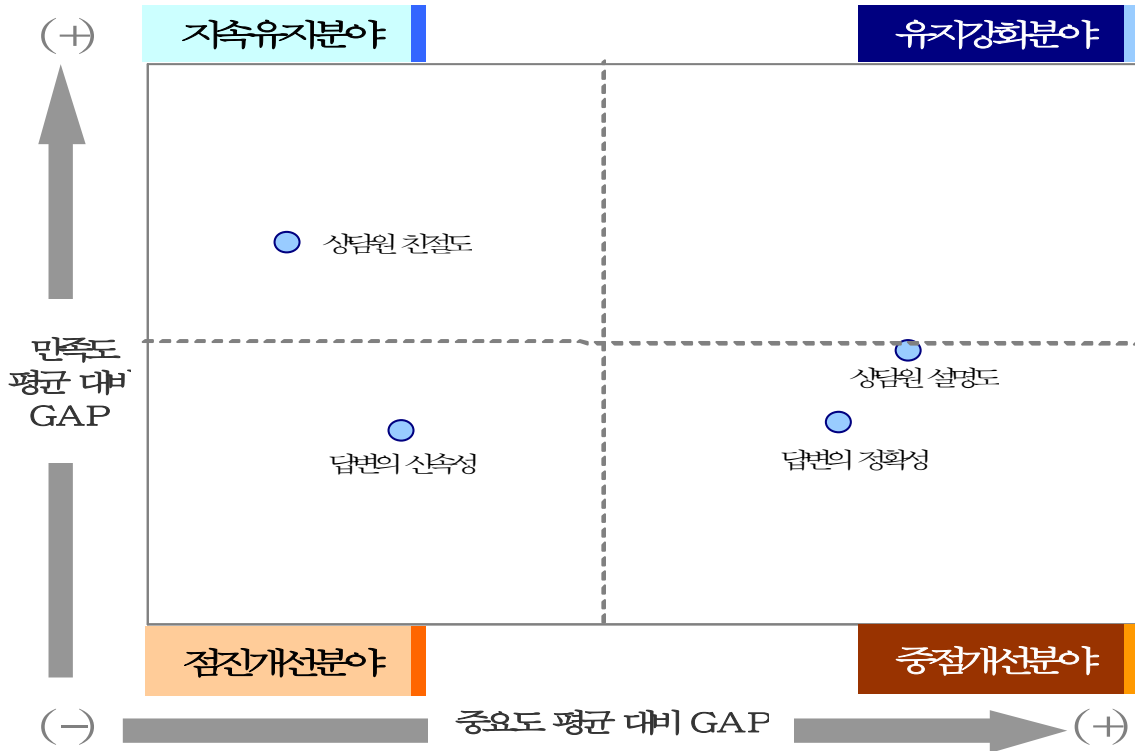 (+)
지속유지분야
유지강화분야
상담원 친절도
만족도
평균 대비
GAP
상담원 설명도
답변의 신속성
답변의 정확성
점진개선분야
중점개선분야
(-)
중요도 평균 대비 GAP
(+)